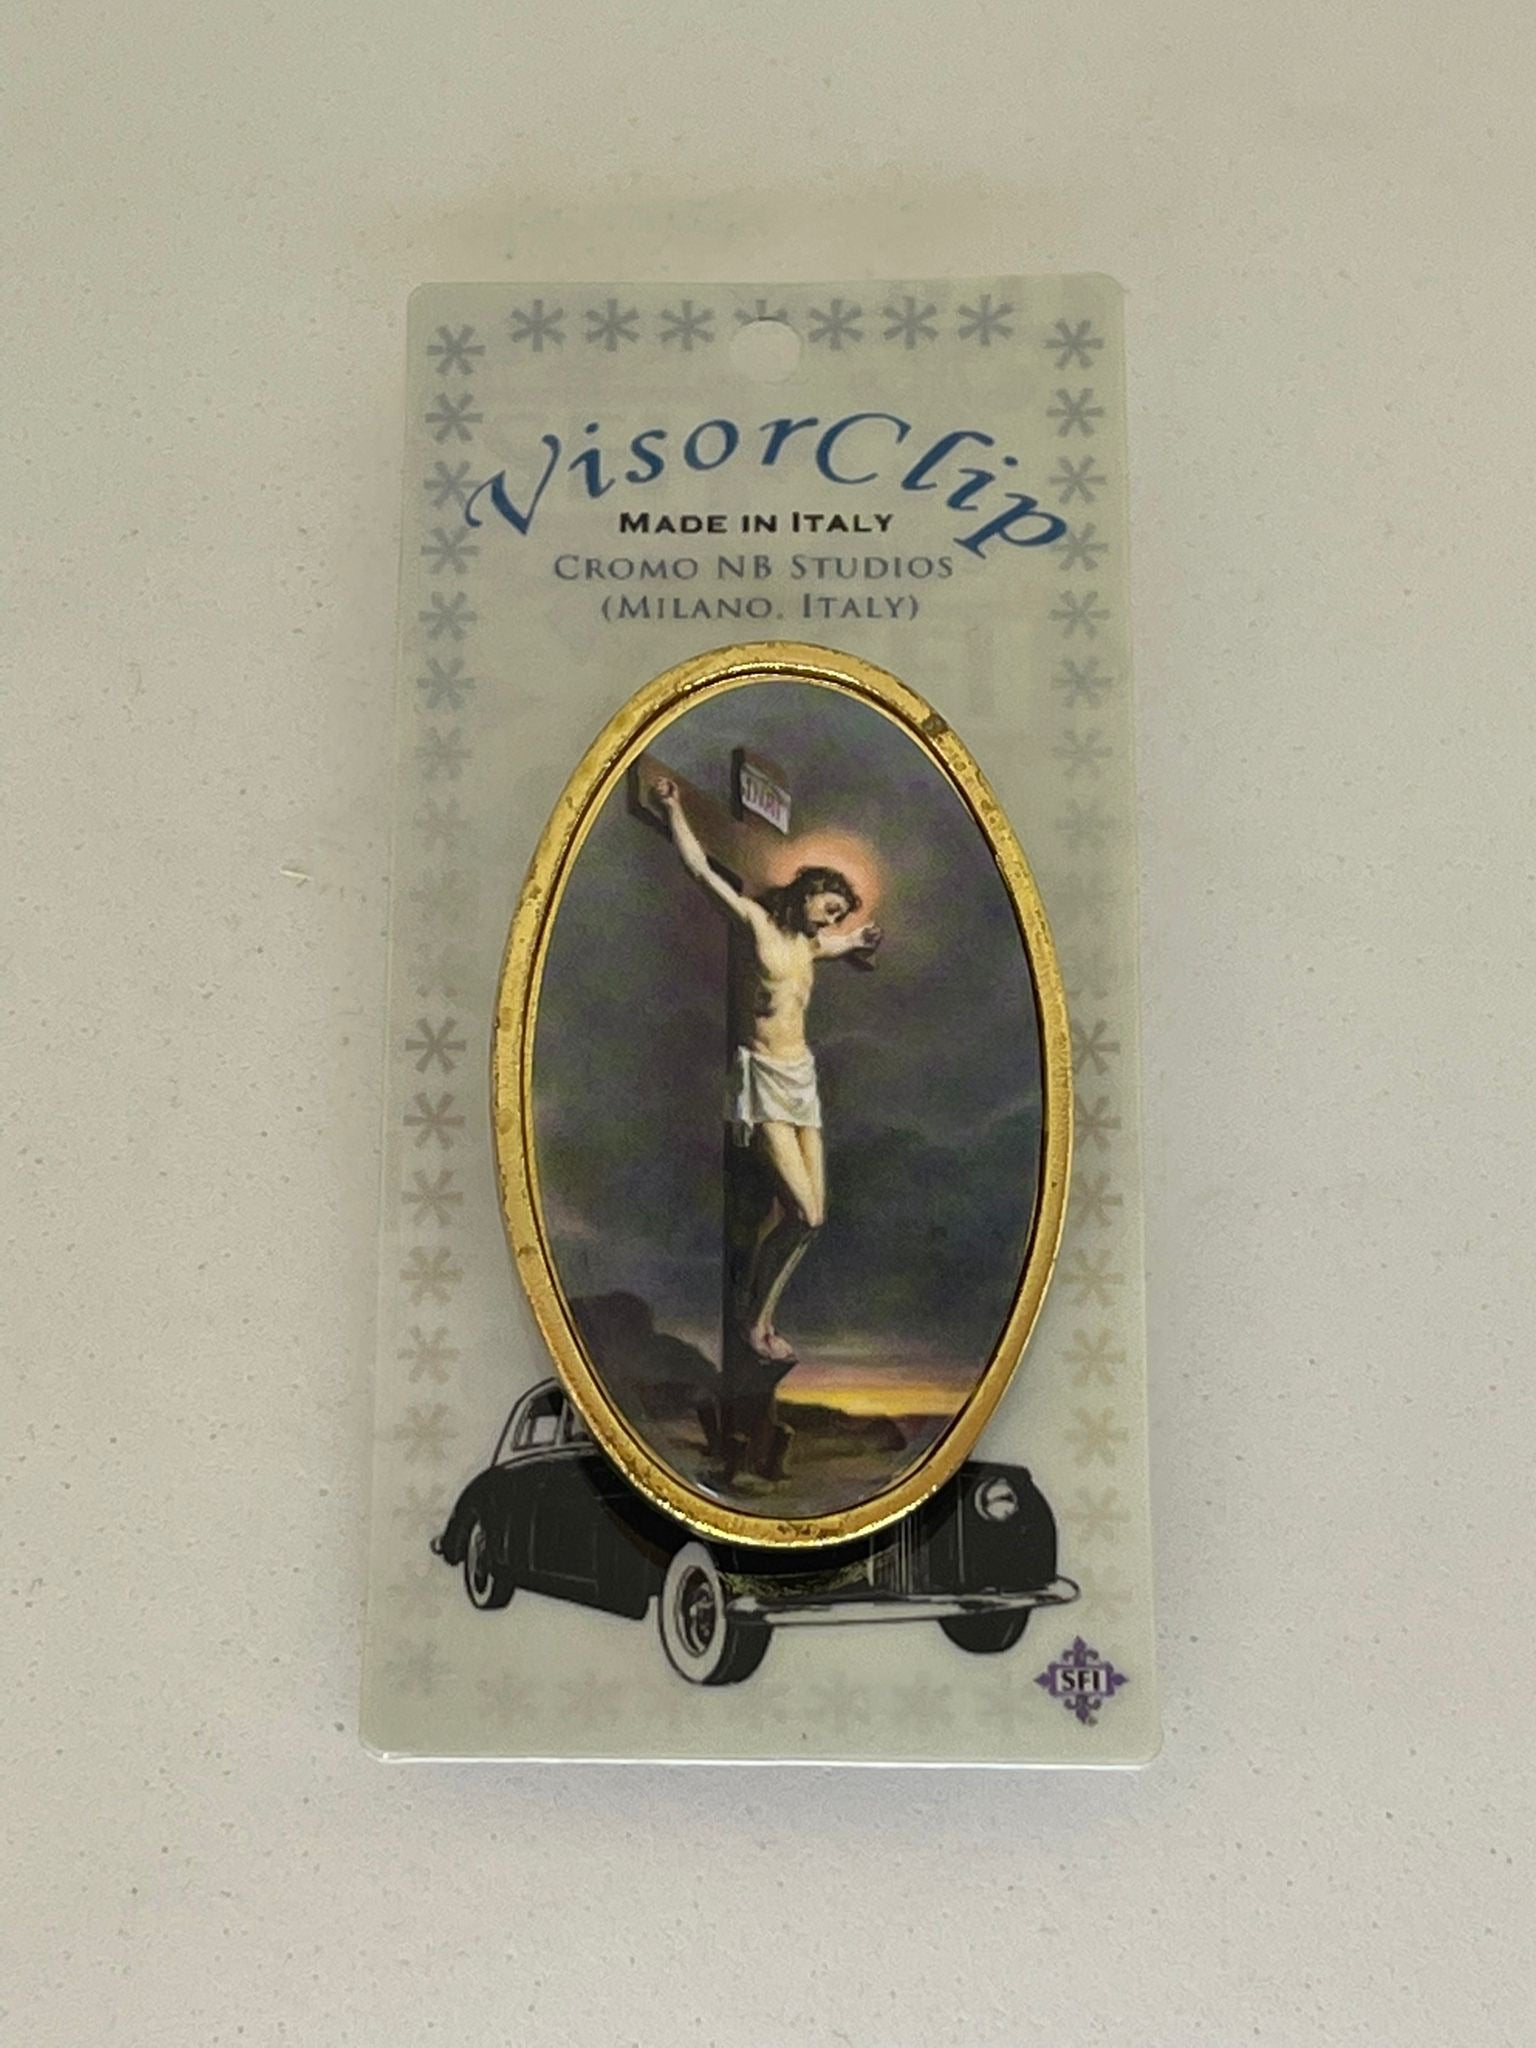 VisorClip
MADE IN ITALY
CROMO NB STUDIOS
(MILANO, ITALY)
SFI